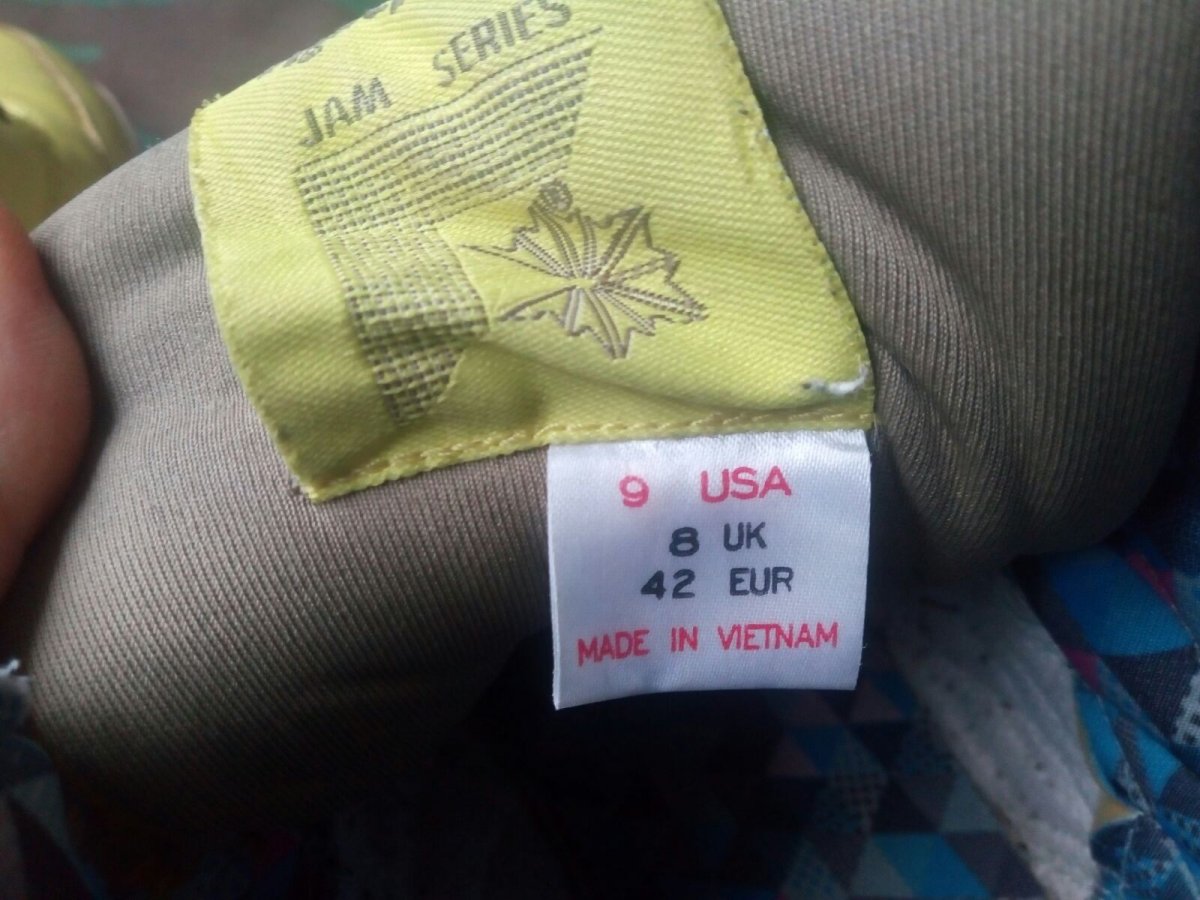 JAM SERIES
9 USA
8 UK
42 EUR
MADE IN VIETNAM